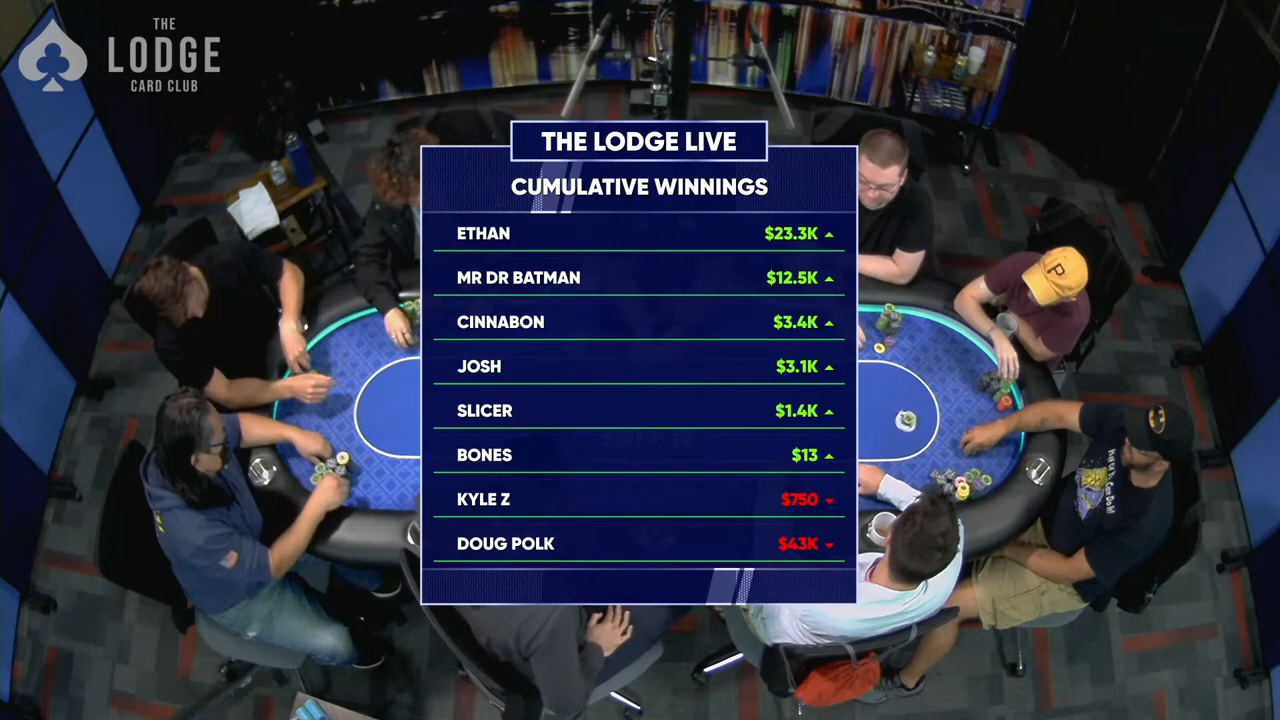 THE
LODGE
CARD CLUB
THE LODGE LIVE
CUMULATIVE WINNINGS
ETHAN $23.3K
MR DR BATMAN $12.5K
CINNABON $3.4K
JOSH $3.1K
SLICER $1.4K
BONES $13
KYLE Z $750
DOUG POLK $43K
P